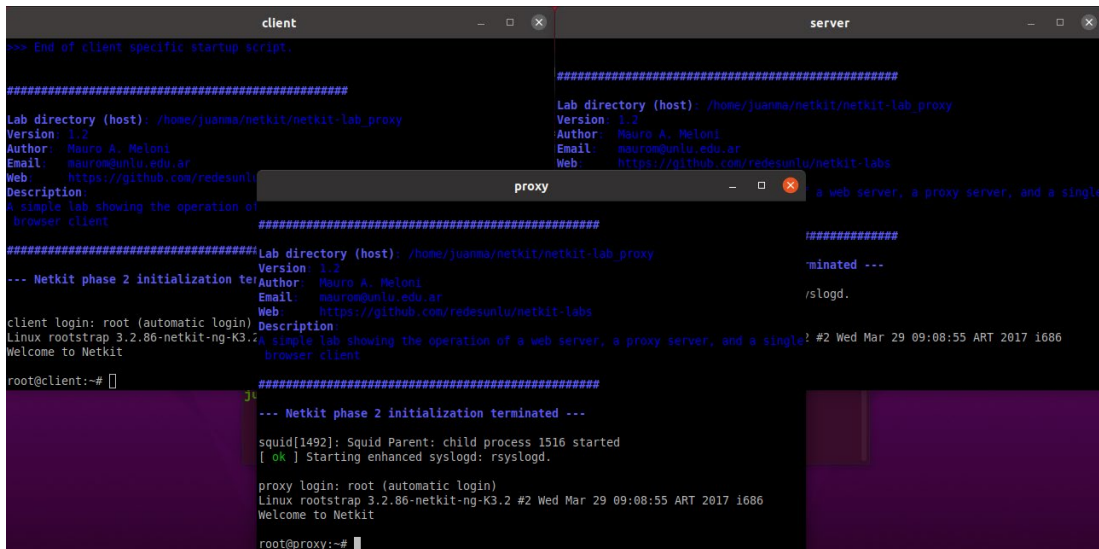 client
>>> End of client specific startup script.
##################################################
Lab directory (host): /home/juanma/netkit/netkit-lab_proxy
Version: 1.2
Author: Mauro A. Meloni
Email: maurom@unlu.edu.ar
Web: https://github.com/redesunl
Description:
A simple lab showing the operation of
browser client
#####################################
--- Netkit phase 2 initialization ter
client login: root (automatic login)
Linux rootstrap 3.2.86-netkit-ng-K3.2
Welcome to Netkit
root@client:~#
server
##################################################
Lab directory (host): /home/juanma/netkit/netkit-lab_proxy
Version: 1.2
Author: Mauro A. Meloni
Email: maurom@unlu.edu.ar
Web: https://github.com/redesunlu/netkit-labs
a web server, a proxy server, and a single
##############
minated ---
yslogd.
2 #2 Wed Mar 29 09:08:55 ART 2017 i686
proxy
##################################################
Lab directory (host): /home/juanma/netkit/netkit-lab_proxy
Version: 1.2
Author: Mauro A. Meloni
Email: maurom@unlu.edu.ar
Web: https://github.com/redesunlu/netkit-labs
Description:
A simple lab showing the operation of a web server, a proxy server, and a single
browser client
##################################################
--- Netkit phase 2 initialization terminated ---
squid[1492]: Squid Parent: child process 1516 started
[ ok ] Starting enhanced syslogd: rsyslogd.
proxy login: root (automatic login)
Linux rootstrap 3.2.86-netkit-ng-K3.2 #2 Wed Mar 29 09:08:55 ART 2017 i686
Welcome to Netkit
root@proxy:~#